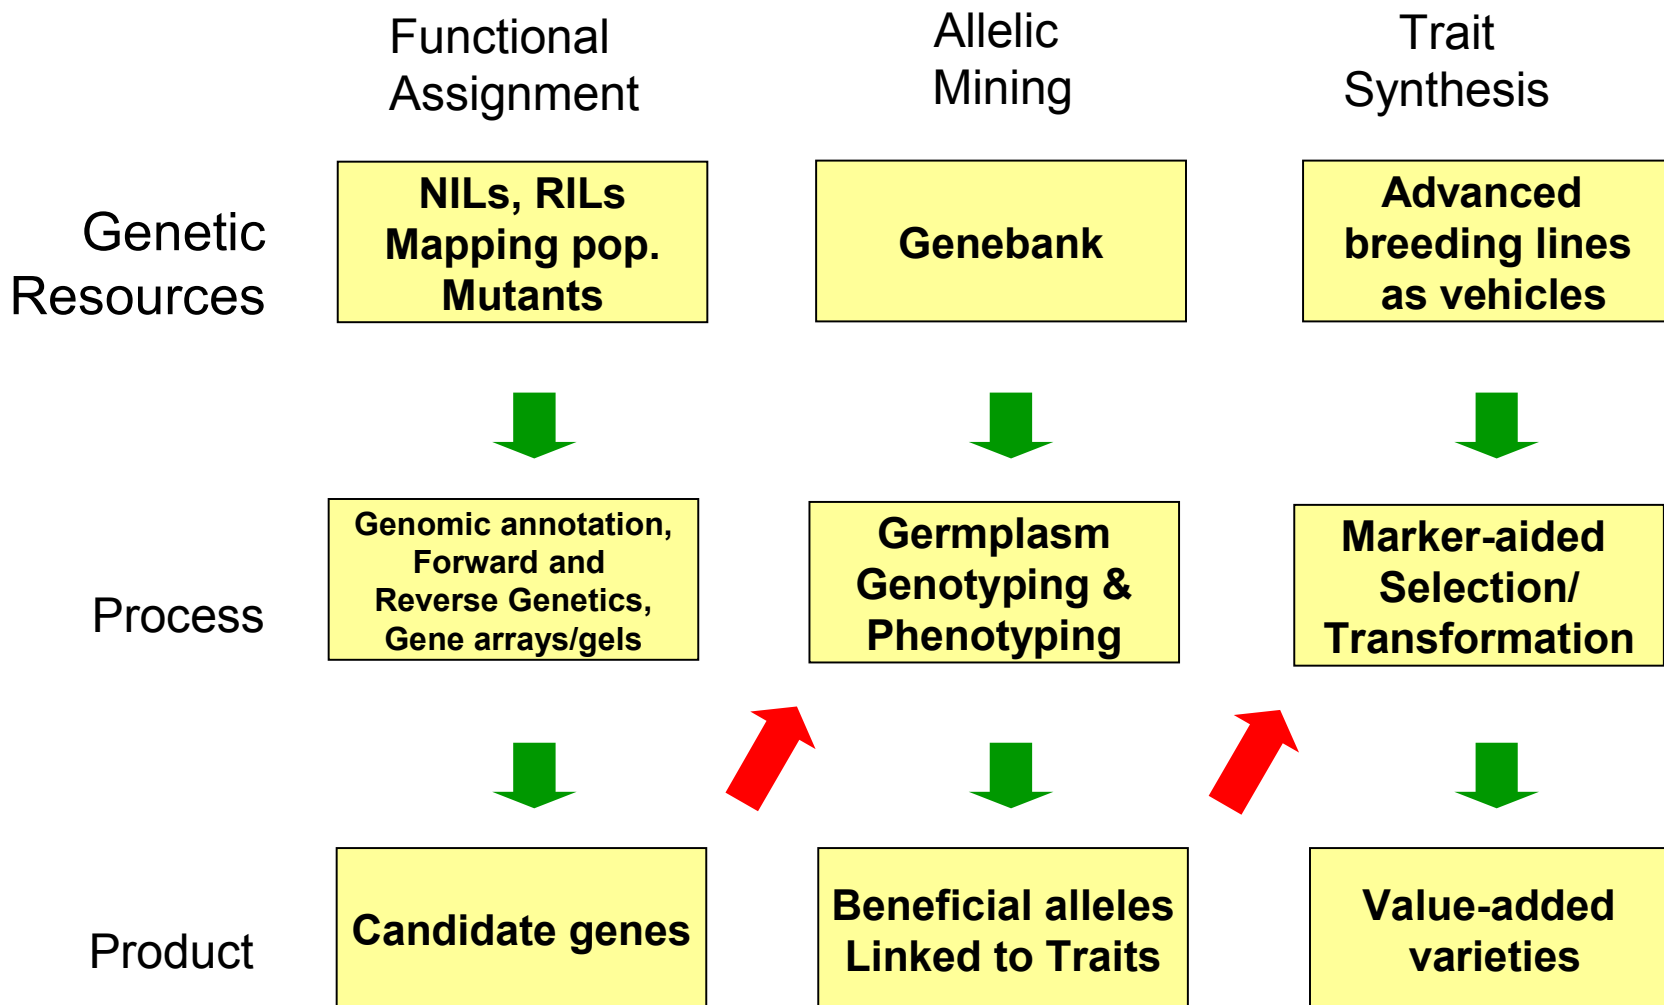 Functional
Assignment
Allelic
Mining
Trait
Synthesis
Genetic
Resources
NILs, RILs
Mapping pop.
Mutants
Genebank
Advanced
breeding lines
as vehicles
Process
Genomic annotation,
Forward and
Reverse Genetics,
Gene arrays/gels
Germplasm
Genotyping &
Phenotyping
Marker-aided
Selection/
Transformation
Product
Candidate genes
Beneficial alleles
Linked to Traits
Value-added
varieties